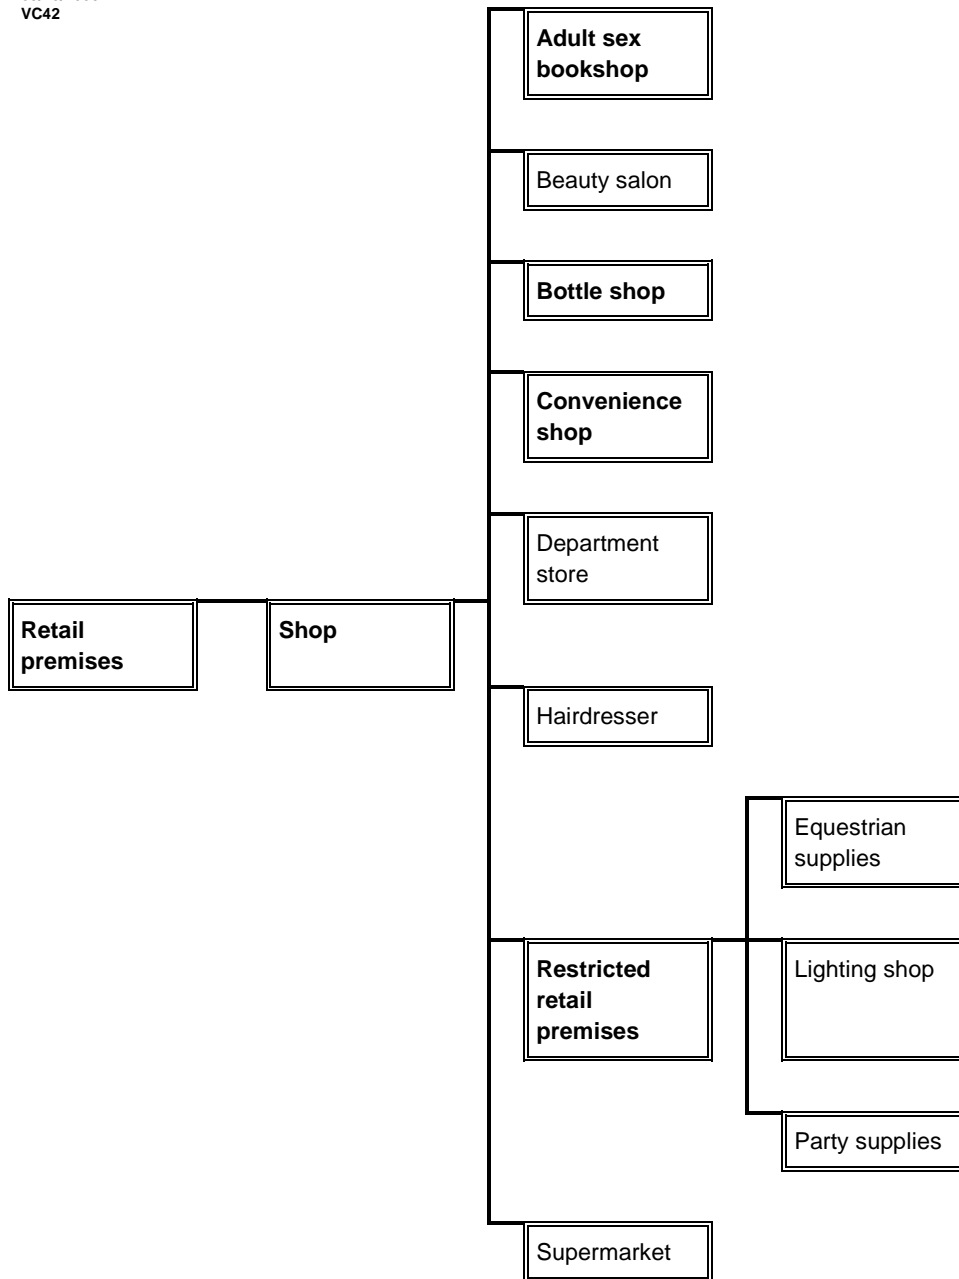 VC42
Adult sex
bookshop
Beauty salon
Bottle shop
Convenience
shop
Department
store
Retail
premises
Shop
Hairdresser
Equestrian
supplies
Restricted
retail
premises
Lighting shop
Party supplies
Supermarket